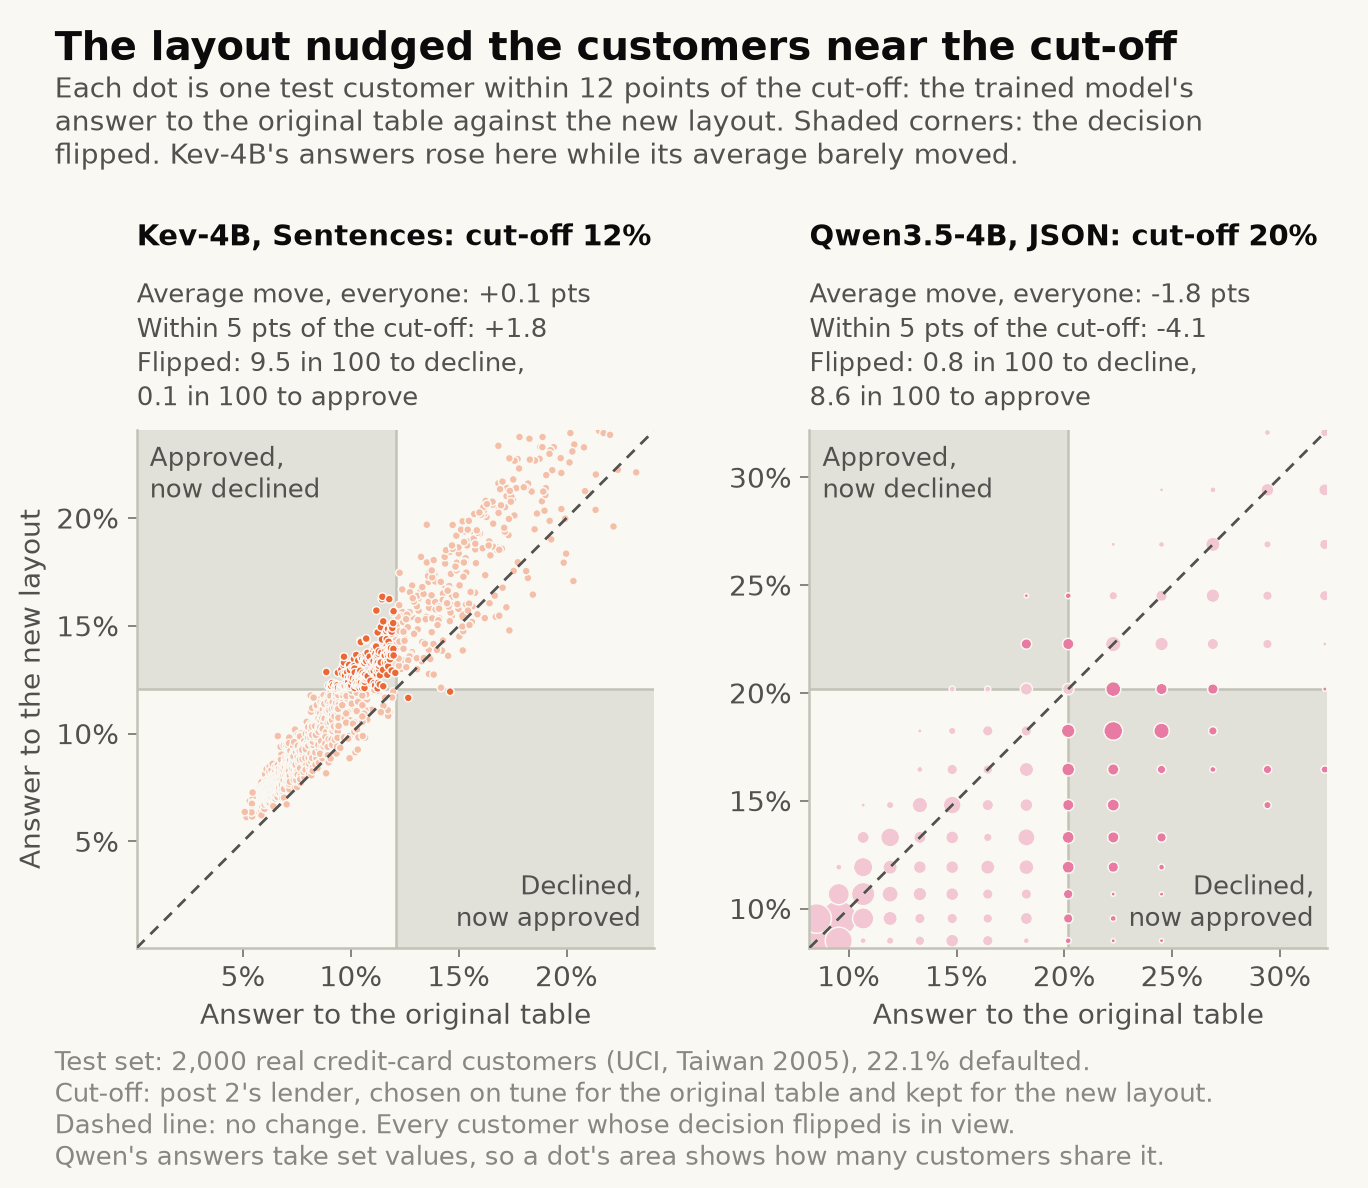 The layout nudged the customers near the cut-off
Each dot is one test customer within 12 points of the cut-off: the trained model's
answer to the original table against the new layout. Shaded corners: the decision
flipped. Kev-4B's answers rose here while its average barely moved.
Kev-4B, Sentences: cut-off 12%
Average move, everyone: +0.1 pts
Within 5 pts of the cut-off: +1.8
Flipped: 9.5 in 100 to decline,
0.1 in 100 to approve
Approved,
now declined
Declined,
now approved
20%
15%
10%
5%
Answer to the new layout
5%
10%
15%
20%
Answer to the original table
Qwen3.5-4B, JSON: cut-off 20%
Average move, everyone: -1.8 pts
Within 5 pts of the cut-off: -4.1
Flipped: 0.8 in 100 to decline,
8.6 in 100 to approve
Approved,
now declined
Declined,
now approved
30%
25%
20%
15%
10%
10%
15%
20%
25%
30%
Answer to the original table
Test set: 2,000 real credit-card customers (UCI, Taiwan 2005), 22.1% defaulted.
Cut-off: post 2's lender, chosen on tune for the original table and kept for the new layout.
Dashed line: no change. Every customer whose decision flipped is in view.
Qwen's answers take set values, so a dot's area shows how many customers share it.